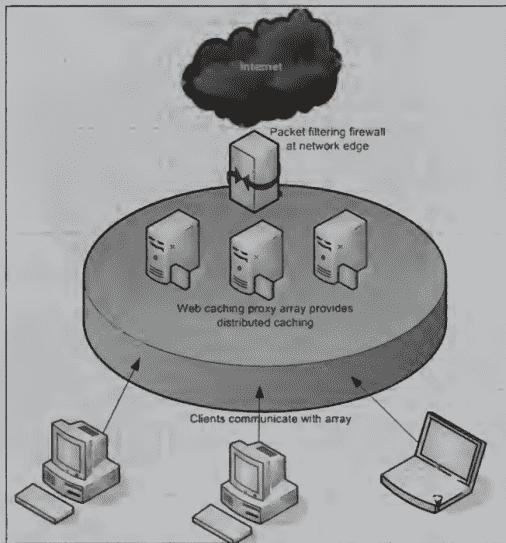 Internet
Packet filtering firewall
at network edge
Web caching proxy array provides
distributed caching
Clients communicate with array